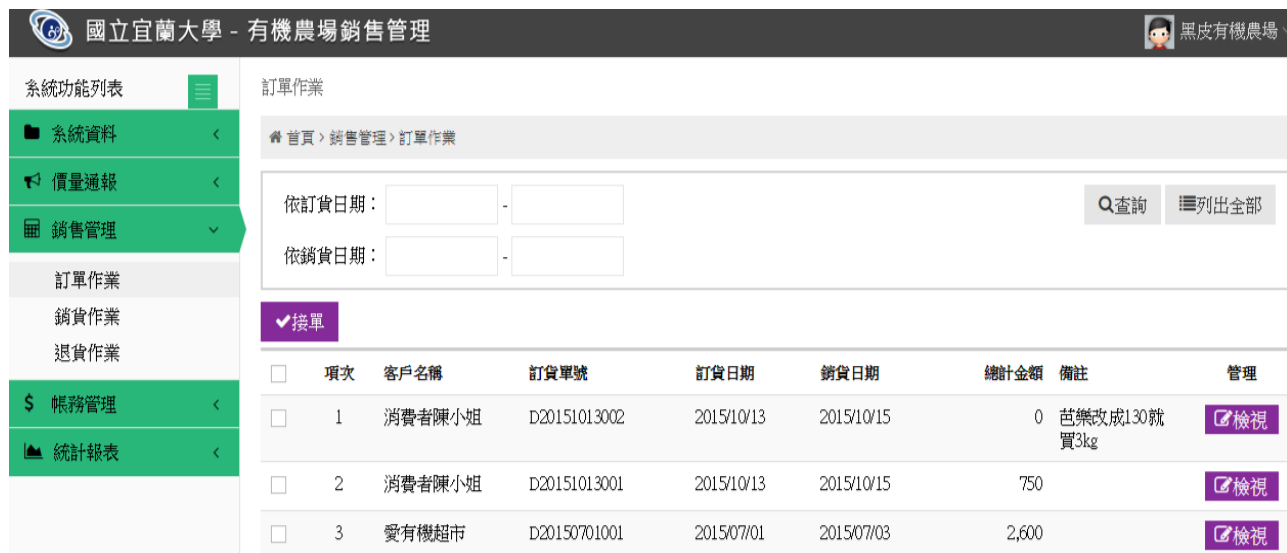 國立宜蘭大學 - 有機農場銷售管理
黑皮有機農場
系統功能列表
系統資料
價量通報
銷售管理
訂單作業
銷貨作業
退貨作業
帳務管理
統計報表
訂單作業
首頁 > 銷售管理 > 訂單作業
依訂貨日期： -
查詢 列出全部
依銷貨日期： -
接單
項次 客戶名稱 訂貨單號 訂貨日期 銷貨日期 總計金額 備註 管理
1 消費者陳小姐 D20151013002 2015/10/13 2015/10/15 0 芭樂改成130就 檢視
買3kg
2 消費者陳小姐 D20151013001 2015/10/13 2015/10/15 750 檢視
3 愛有機超市 D20150701001 2015/07/01 2015/07/03 2,600 檢視